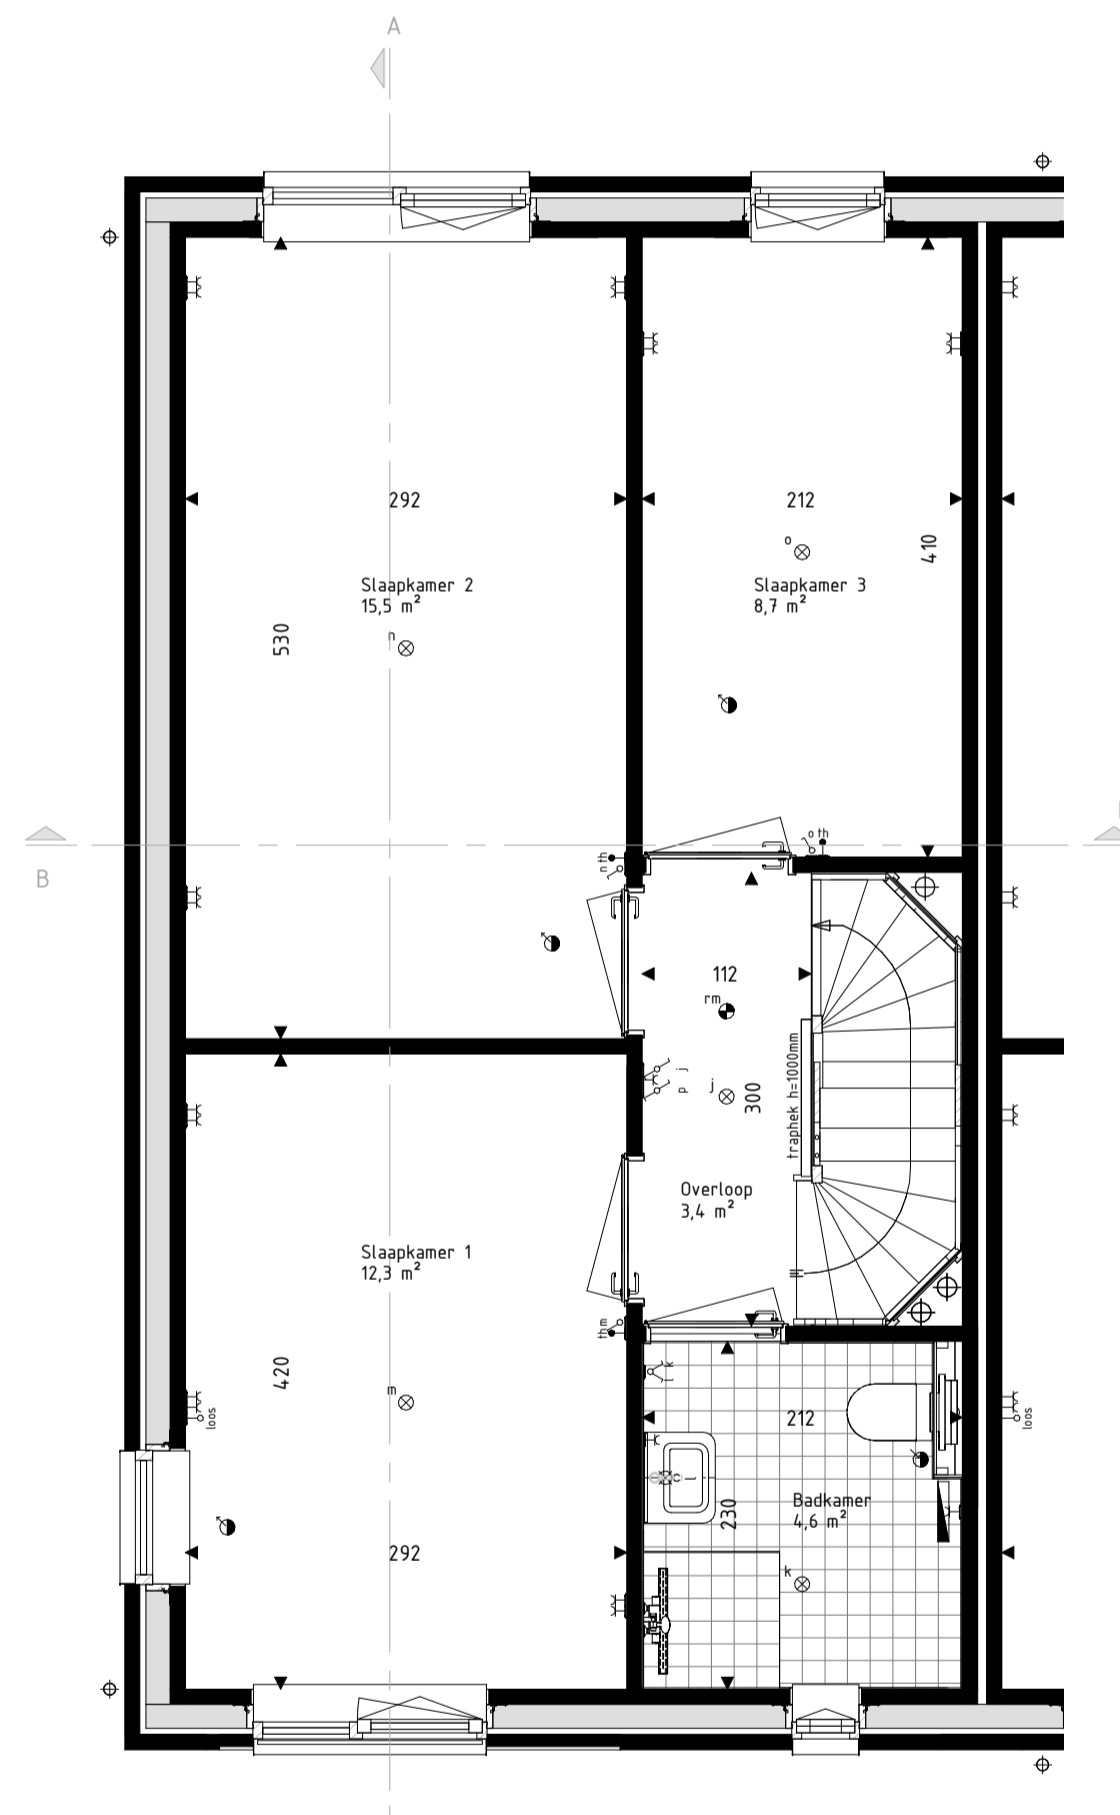 A
292
212
o
410
Slaapkamer 2
15,5 m²
Slaapkamer 3
8,7 m²
n
530
B
n th
o th
112
rm
j
p
j
300
traphek h=1000mm
Overloop
3,4 m²
Slaapkamer 1
12,3 m²
th m
420
m
k
l
212
loos
loos
l
230
Badkamer
4,6 m²
292
k